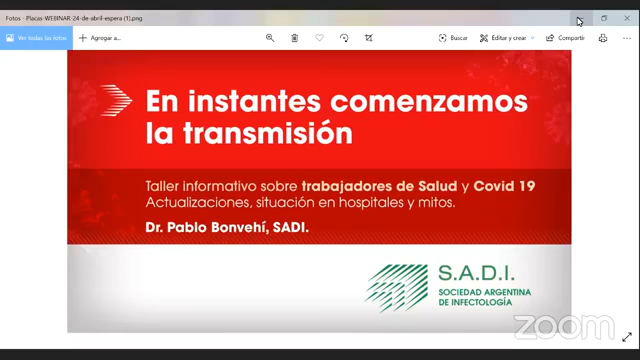 Fotos - Placas-WEBINAR-24-de-abril-espera (1).png
Ver todas las fotos
Agregar a...
Buscar
Editar y crear
Compartir
En instantes comenzamos
la transmisión
Taller informativo sobre trabajadores de Salud y Covid 19
Actualizaciones, situación en hospitales y mitos.
Dr. Pablo Bonvehí, SADI.
S.A.D.I.
SOCIEDAD ARGENTINA
DE INFECTOLOGÍA
zoom